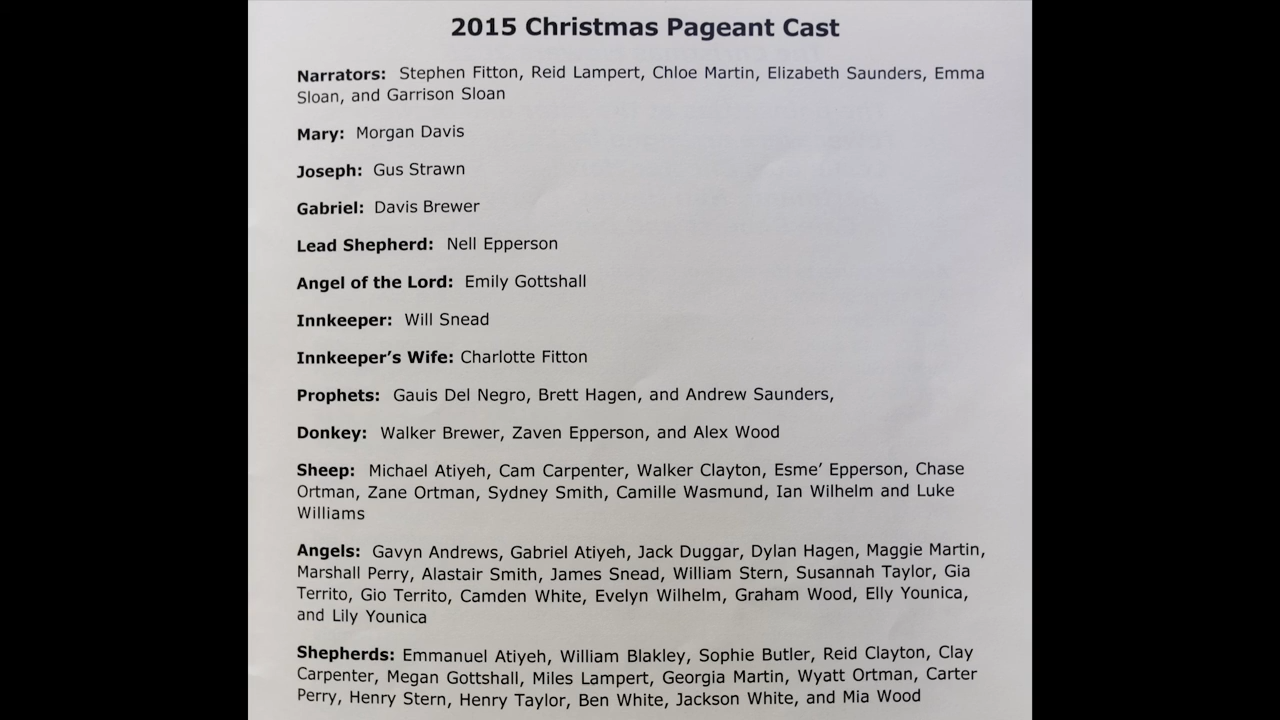 2015 Christmas Pageant Cast
Narrators: Stephen Fitton, Reid Lampert, Chloe Martin, Elizabeth Saunders, Emma
Sloan, and Garrison Sloan
Mary: Morgan Davis
Joseph: Gus Strawn
Gabriel: Davis Brewer
Lead Shepherd: Nell Epperson
Angel of the Lord: Emily Gottshall
Innkeeper: Will Snead
Innkeeper’s Wife: Charlotte Fitton
Prophets: Gauis Del Negro, Brett Hagen, and Andrew Saunders,
Donkey: Walker Brewer, Zaven Epperson, and Alex Wood
Sheep: Michael Atiyeh, Cam Carpenter, Walker Clayton, Esme’ Epperson, Chase
Ortman, Zane Ortman, Sydney Smith, Camille Wasmund, Ian Wilhelm and Luke
Williams
Angels: Gavyn Andrews, Gabriel Atiyeh, Jack Duggar, Dylan Hagen, Maggie Martin,
Marshall Perry, Alastair Smith, James Snead, William Stern, Susannah Taylor, Gia
Territo, Gio Territo, Camden White, Evelyn Wilhelm, Graham Wood, Elly Younica,
and Lily Younica
Shepherds: Emmanuel Atiyeh, William Blakley, Sophie Butler, Reid Clayton, Clay
Carpenter, Megan Gottshall, Miles Lampert, Georgia Martin, Wyatt Ortman, Carter
Perry, Henry Stern, Henry Taylor, Ben White, Jackson White, and Mia Wood